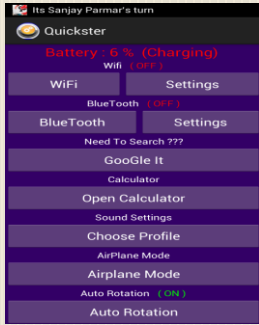 Its Sanjay Parmar's turn
Quickster
Battery : 6 % (Charging)
Wifi ( OFF )
WiFi Settings
BlueTooth ( OFF )
BlueTooth Settings
Need To Search ???
GooGle It
Calculator
Open Calculator
Sound Settings
Choose Profile
AirPlane Mode
Airplane Mode
Auto Rotation ( ON )
Auto Rotation